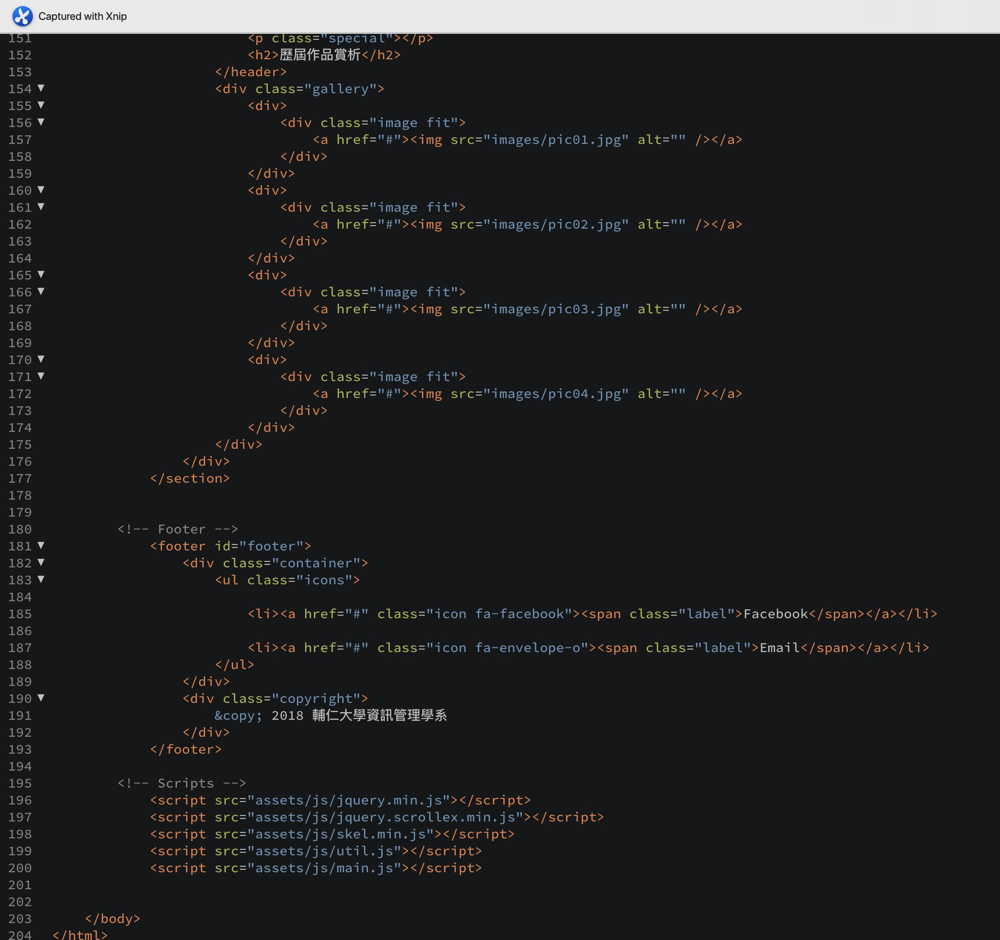 Captured with Xnip
151 <p class="special"></p>
152 <h2>歷屆作品賞析</h2>
153 </header>
154 ▼ <div class="gallery">
155 ▼ <div>
156 ▼ <div class="image fit">
157 <a href="#"><img src="images/pic01.jpg" alt="" /></a>
158 </div>
159 </div>
160 ▼ <div>
161 ▼ <div class="image fit">
162 <a href="#"><img src="images/pic02.jpg" alt="" /></a>
163 </div>
164 </div>
165 ▼ <div>
166 ▼ <div class="image fit">
167 <a href="#"><img src="images/pic03.jpg" alt="" /></a>
168 </div>
169 </div>
170 ▼ <div>
171 ▼ <div class="image fit">
172 <a href="#"><img src="images/pic04.jpg" alt="" /></a>
173 </div>
174 </div>
175 </div>
176 </div>
177 </section>
178
179
180 <!-- Footer -->
181 ▼ <footer id="footer">
182 ▼ <div class="container">
183 ▼ <ul class="icons">
184
185 <li><a href="#" class="icon fa-facebook"><span class="label">Facebook</span></a></li>
186
187 <li><a href="#" class="icon fa-envelope-o"><span class="label">Email</span></a></li>
188 </ul>
189 </div>
190 ▼ <div class="copyright">
191 &copy; 2018 輔仁大學資訊管理學系
192 </div>
193 </footer>
194
195 <!-- Scripts -->
196 <script src="assets/js/jquery.min.js"></script>
197 <script src="assets/js/jquery.scrollex.min.js"></script>
198 <script src="assets/js/skel.min.js"></script>
199 <script src="assets/js/util.js"></script>
200 <script src="assets/js/main.js"></script>
201
202
203 </body>
204 </html>